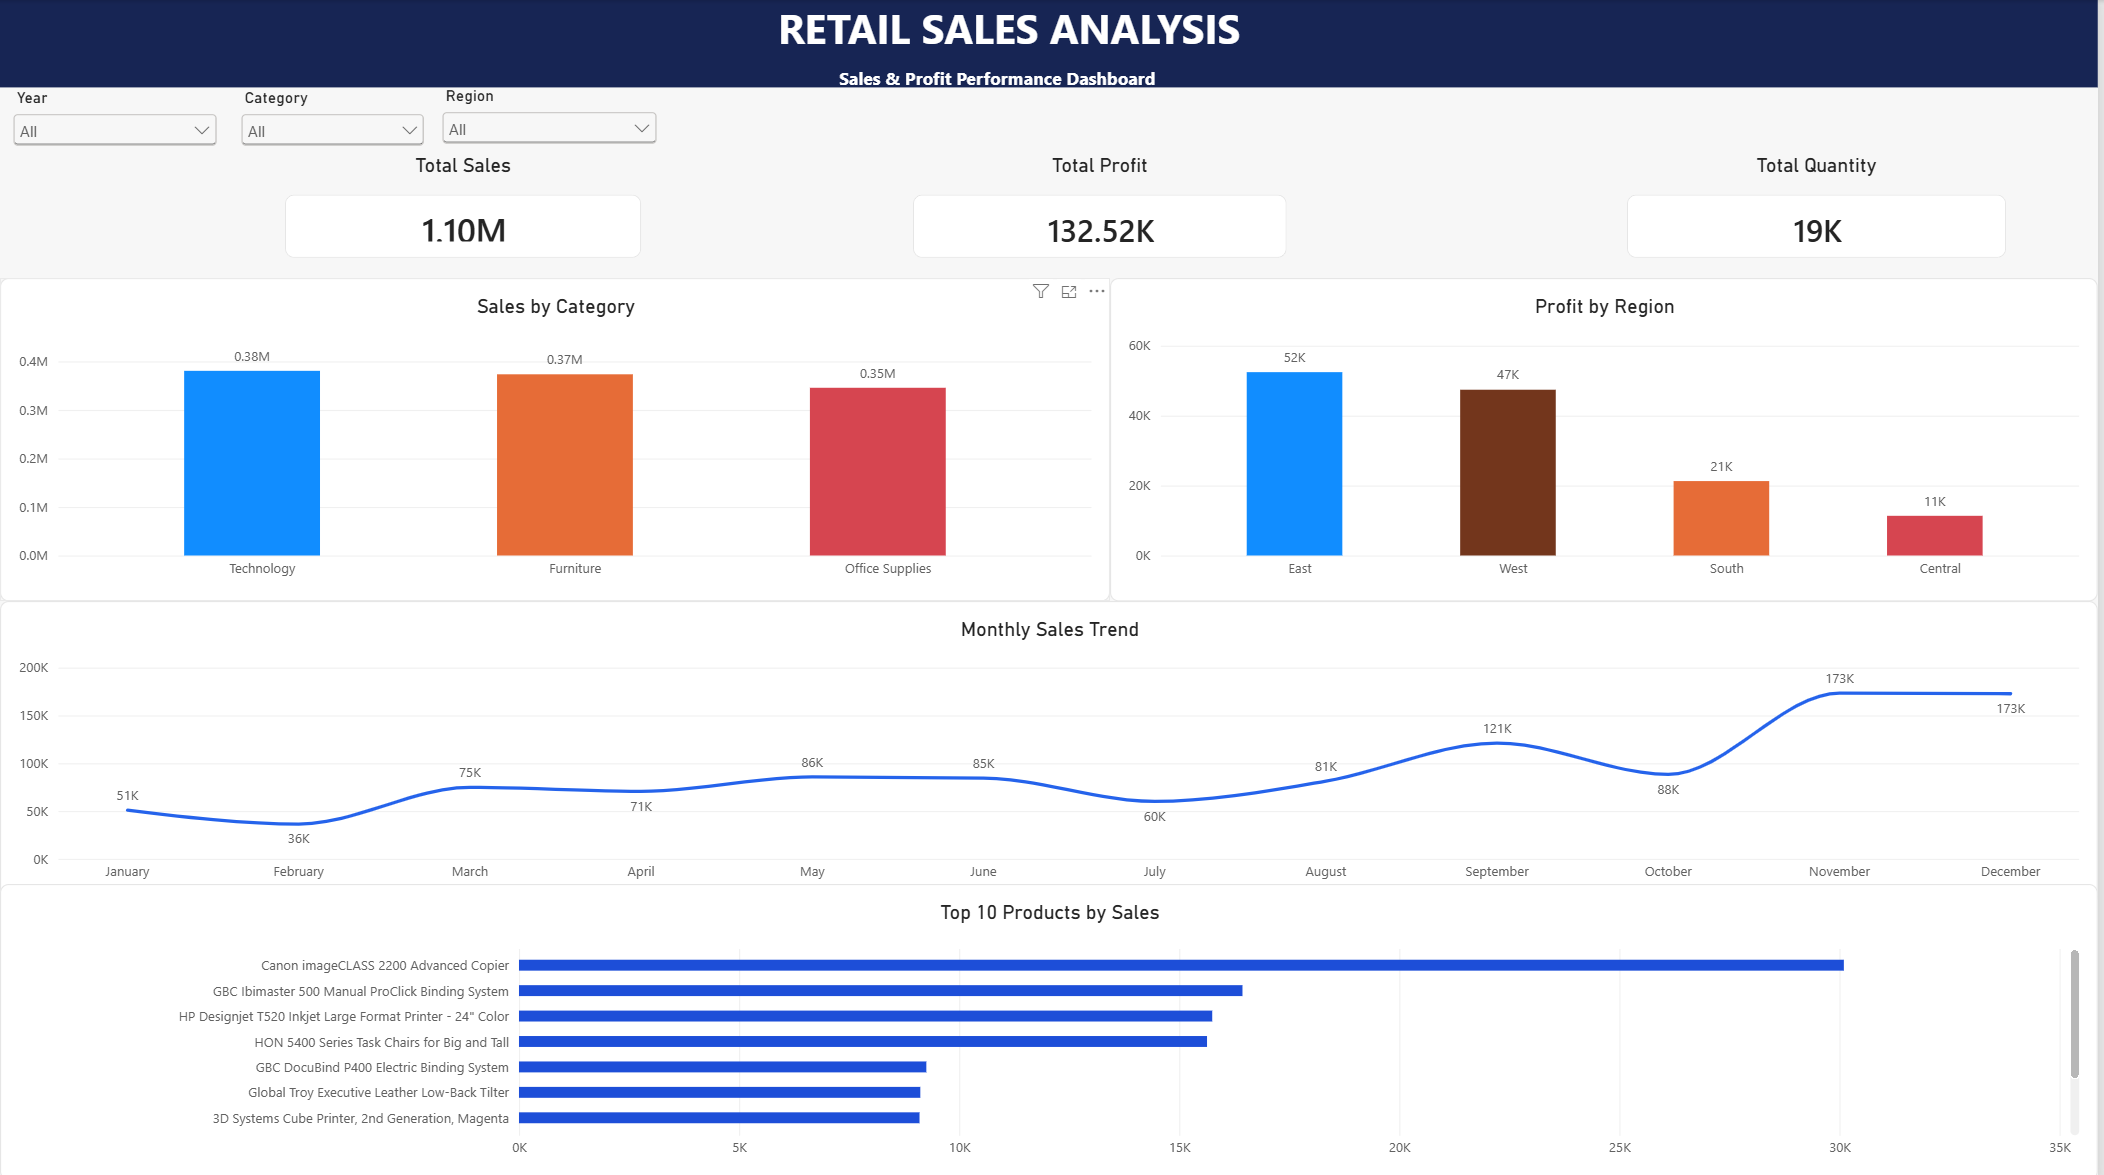 RETAIL SALES ANALYSIS
Sales & Profit Performance Dashboard
Year
Category
Region
All
All
All
Total Sales
Total Profit
Total Quantity
1.10M
132.52K
19K
Sales by Category
0.4M
0.3M
0.2M
0.1M
0.0M
0.38M
0.37M
0.35M
Technology
Furniture
Office Supplies
Profit by Region
60K
40K
20K
0K
52K
47K
21K
11K
East
West
South
Central
Monthly Sales Trend
200K
150K
100K
50K
0K
51K
36K
75K
71K
86K
85K
60K
81K
121K
88K
173K
173K
January
February
March
April
May
June
July
August
September
October
November
December
Top 10 Products by Sales
Canon imageCLASS 2200 Advanced Copier
GBC Ibimaster 500 Manual ProClick Binding System
HP Designjet T520 Inkjet Large Format Printer - 24" Color
HON 5400 Series Task Chairs for Big and Tall
GBC DocuBind P400 Electric Binding System
Global Troy Executive Leather Low-Back Tilter
3D Systems Cube Printer, 2nd Generation, Magenta
0K
5K
10K
15K
20K
25K
30K
35K